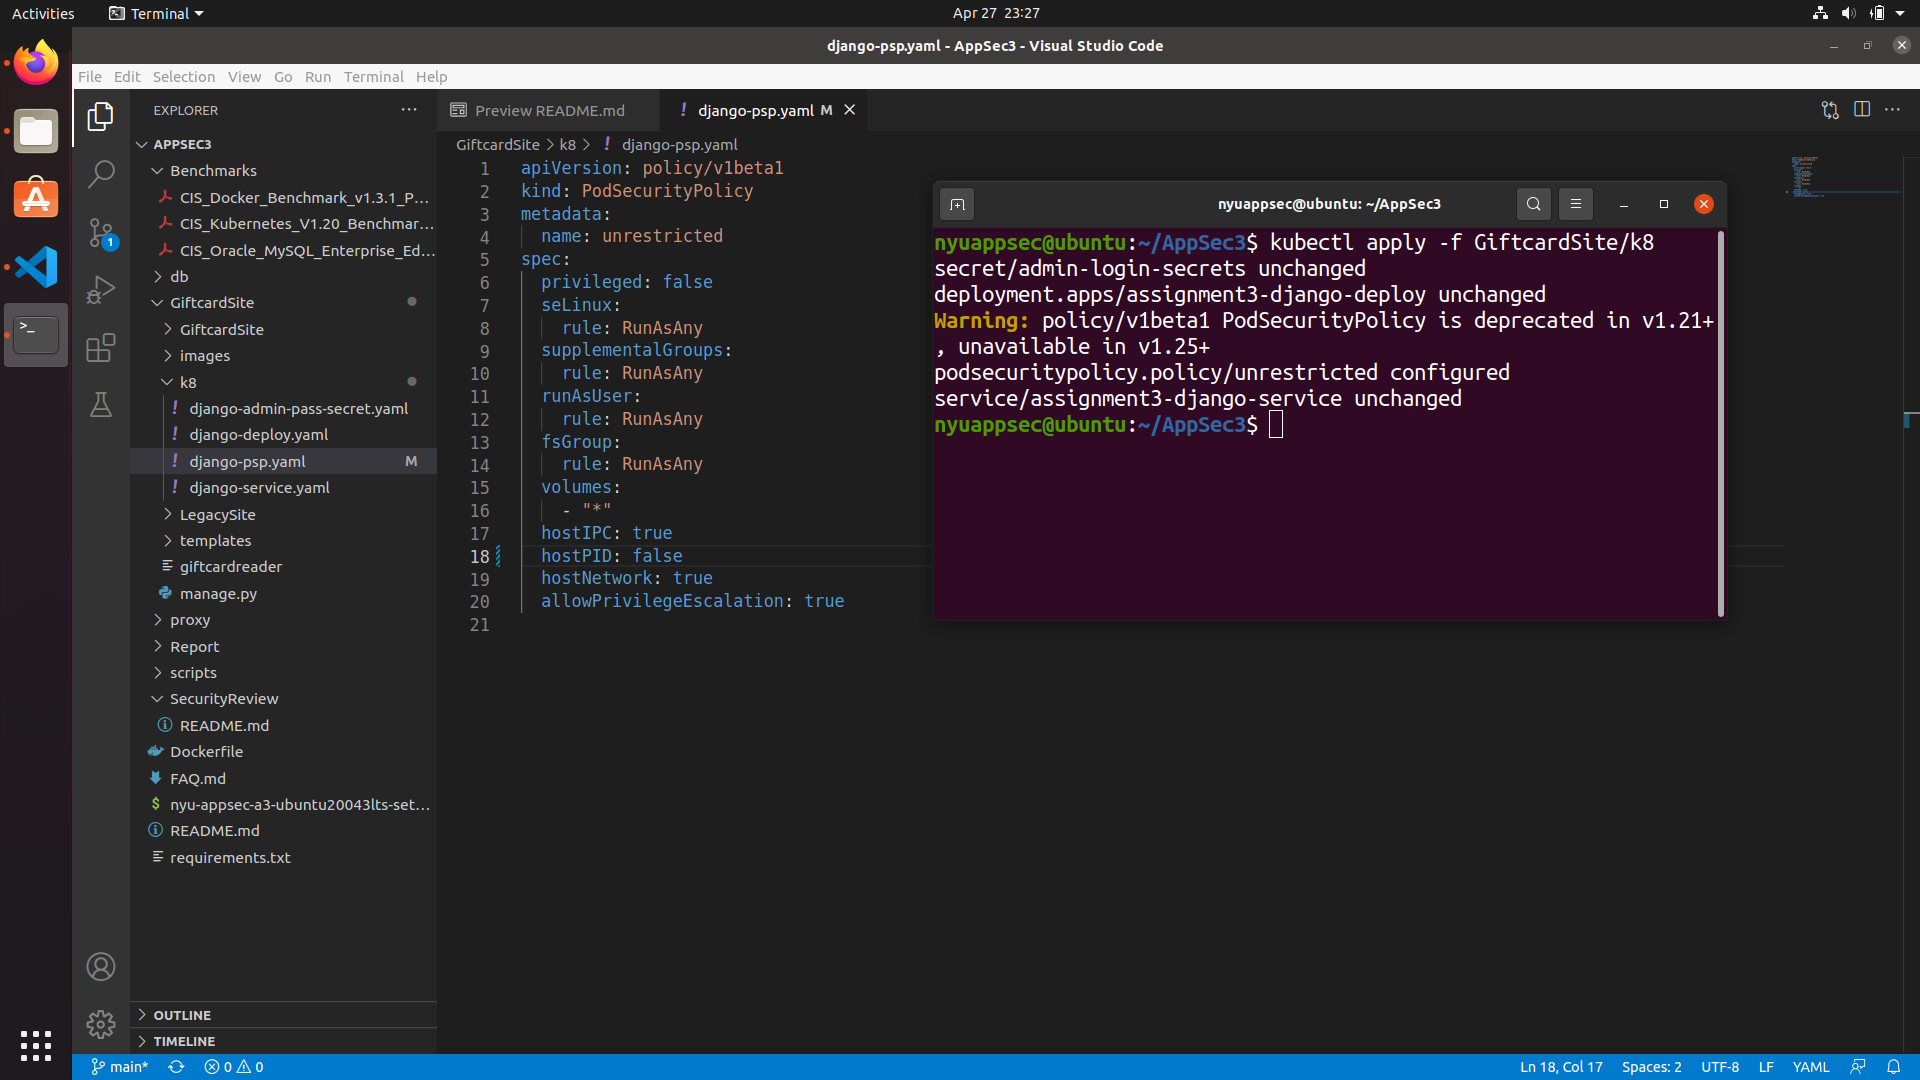 Activities
Terminal
Apr 27 23:27
django-psp.yaml - AppSec3 - Visual Studio Code
File Edit Selection View Go Run Terminal Help
EXPLORER
APPSEC3
Benchmarks
CIS_Docker_Benchmark_v1.3.1_P...
CIS_Kubernetes_V1.20_Benchmar...
CIS_Oracle_MySQL_Enterprise_Ed...
db
GiftcardSite
GiftcardSite
images
k8
django-admin-pass-secret.yaml
django-deploy.yaml
django-psp.yaml M
django-service.yaml
LegacySite
templates
giftcardreader
manage.py
proxy
Report
scripts
SecurityReview
README.md
Dockerfile
FAQ.md
nyu-appsec-a3-ubuntu20043lts-set...
README.md
requirements.txt
OUTLINE
TIMELINE
1
Preview README.md
django-psp.yaml M
GiftcardSite > k8 > ! django-psp.yaml
1 apiVersion: policy/v1beta1
2 kind: PodSecurityPolicy
3 metadata:
4 name: unrestricted
5 spec:
6 privileged: false
7 seLinux:
8 rule: RunAsAny
9 supplementalGroups:
10 rule: RunAsAny
11 runAsUser:
12 rule: RunAsAny
13 fsGroup:
14 rule: RunAsAny
15 volumes:
16 - "*"
17 hostIPC: true
18 hostPID: false
19 hostNetwork: true
20 allowPrivilegeEscalation: true
21
nyuappsec@ubuntu: ~/AppSec3
nyuappsec@ubuntu:~/AppSec3$ kubectl apply -f GiftcardSite/k8
secret/admin-login-secrets unchanged
deployment.apps/assignment3-django-deploy unchanged
Warning: policy/v1beta1 PodSecurityPolicy is deprecated in v1.21+
, unavailable in v1.25+
podsecuritypolicy.policy/unrestricted configured
service/assignment3-django-service unchanged
nyuappsec@ubuntu:~/AppSec3$
main* 0 0
Ln 18, Col 17 Spaces: 2 UTF-8 LF YAML